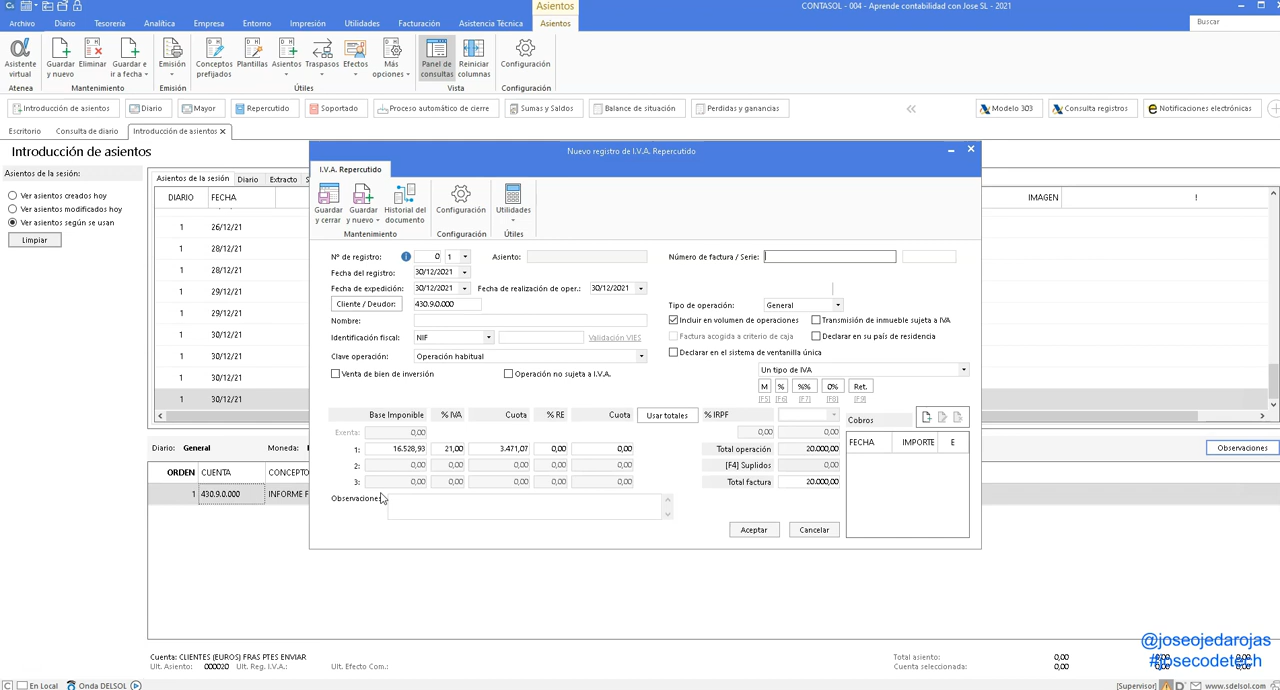 Asientos
CONTASOL - 004 - Aprende contabilidad con Jose SL - 2021
Archivo Diario Tesorería Analítica Empresa Entorno Impresión Utilidades Facturación Asistencia Técnica Asientos
Buscar
Asistente virtual Guardar y nuevo Eliminar Guardar e ir a fecha Emisión Conceptos prefijados Plantillas Asientos Traspasos Efectos Más opciones Panel de consultas Reiniciar columnas Configuración
Atenea Mantenimiento Emisión Útiles Vista Configuración
Introducción de asientos Diario Mayor Repercutido Soportado Proceso automático de cierre Sumas y Saldos Balance de situación Perdidas y ganancias Modelo 303 Consulta registros Notificaciones electrónicas
Escritorio Consulta de diario Introducción de asientos
Introducción de asientos
Asientos de la sesión:
Ver asientos creados hoy
Ver asientos modificados hoy
Ver asientos según se usan
Limpiar
Asientos de la sesión Diario Extracto
DIARIO FECHA IMAGEN !
1 26/12/21
1 28/12/21
1 28/12/21
1 29/12/21
1 29/12/21
1 30/12/21
1 30/12/21
1 30/12/21
1 30/12/21
Diario: General Moneda:
Observaciones
ORDEN CUENTA CONCEPTO
1 430.9.0.000 INFORME F
Nuevo registro de I.V.A. Repercutido
I.V.A. Repercutido
Guardar y cerrar Guardar y nuevo Historial del documento Configuración Utilidades
Mantenimiento Configuración Útiles
Nº de registro: 0 1 Asiento: Número de factura / Serie:
Fecha del registro: 30/12/2021
Fecha de expedición: 30/12/2021 Fecha de realización de oper.: 30/12/2021
Cliente / Deudor: 430.9.0.000 Tipo de operación: General
Nombre: Incluir en volumen de operaciones Transmisión de inmueble sujeta a IVA
Identificación fiscal: NIF Validación VIES Factura acogida a criterio de caja Declarar en su país de residencia
Clave operación: Operación habitual Declarar en el sistema de ventanilla única
Venta de bien de inversión Operación no sujeta a I.V.A. Un tipo de IVA
M % %% 0% Ret.
[F5] [F6] [F7] [F8] [F9]
Base Imponible % IVA Cuota % RE Cuota Usar totales % IRPF Cobros
Exenta: 0,00 0,00 0,00
1: 16.528,93 21,00 3.471,07 0,00 0,00 Total operación 20.000,00
2: 0,00 0,00 0,00 0,00 0,00 [F4] Suplidos 0,00
3: 0,00 0,00 0,00 0,00 0,00 Total factura 20.000,00
FECHA IMPORTE E
Observaciones
Aceptar Cancelar
Cuenta: CLIENTES (EUROS) FRAS PTES ENVIAR Total asiento: 0,00
Ult. Asiento: 000020 Ult. Reg. I.V.A.: Ult. Efecto Com.: Cuenta seleccionada: 0,00
@joseojedarojas
#josecodetech
En Local Onda DELSOL [Supervisor] www.sdelsol.com